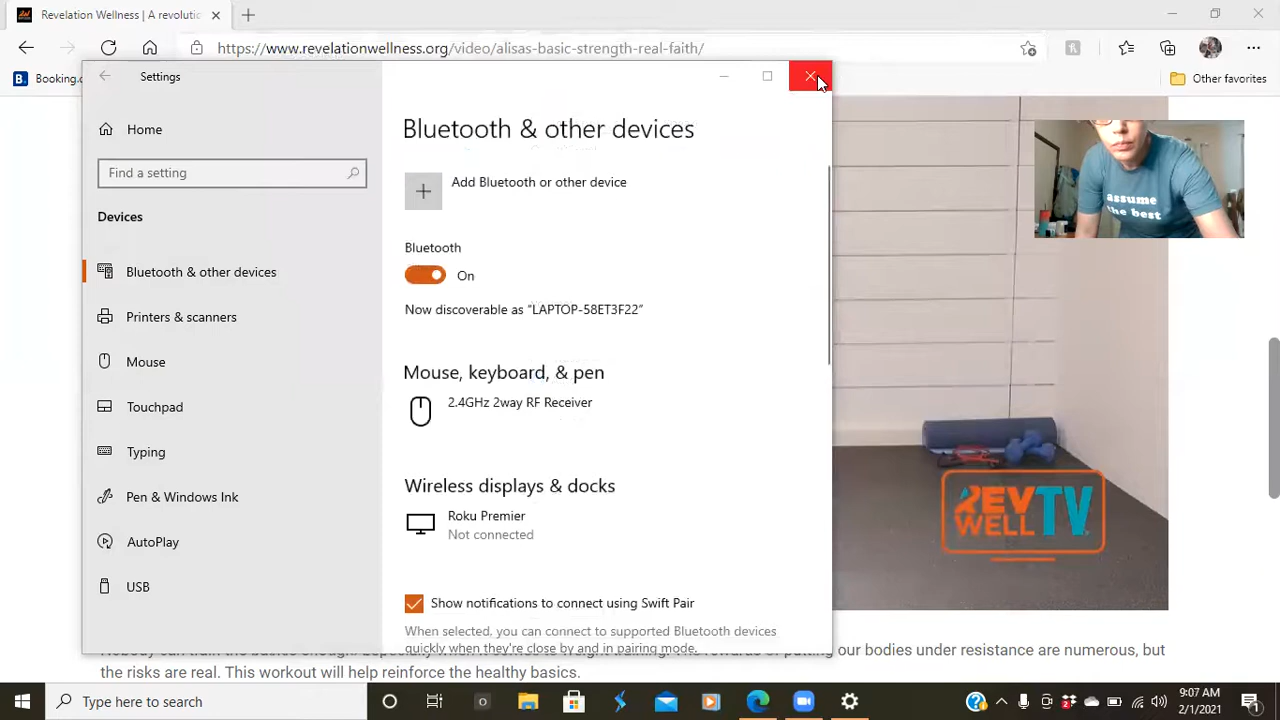 Revelation Wellness | A revolutio
https://www.revelationwellness.org/video/alisas-basic-strength-real-faith/
B.
Booking.c
Other favorites
Settings
Home
Find a setting
Devices
Bluetooth & other devices
Printers & scanners
Mouse
Touchpad
Typing
Pen & Windows Ink
AutoPlay
USB
Bluetooth & other devices
Add Bluetooth or other device
Bluetooth
On
Now discoverable as “LAPTOP-58ET3F22”
Mouse, keyboard, & pen
2.4GHz 2way RF Receiver
Wireless displays & docks
Roku Premier
Not connected
Show notifications to connect using Swift Pair
When selected, you can connect to supported Bluetooth devices
quickly when they're close by and in pairing mode.
assume
the best
REV
WELL TV
our bodies under resistance are numerous, but
the risks are real. This workout will help reinforce the healthy basics.
Type here to search
9:07 AM
2/1/2021